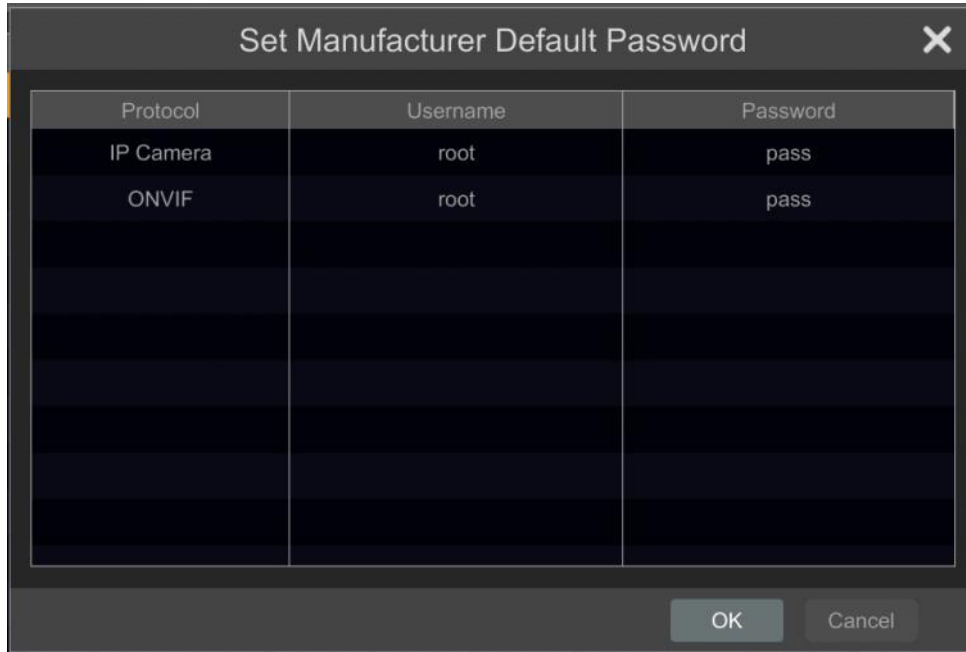 Set Manufacturer Default Password
Protocol Username Password
IP Camera root pass
ONVIF root pass
OK Cancel